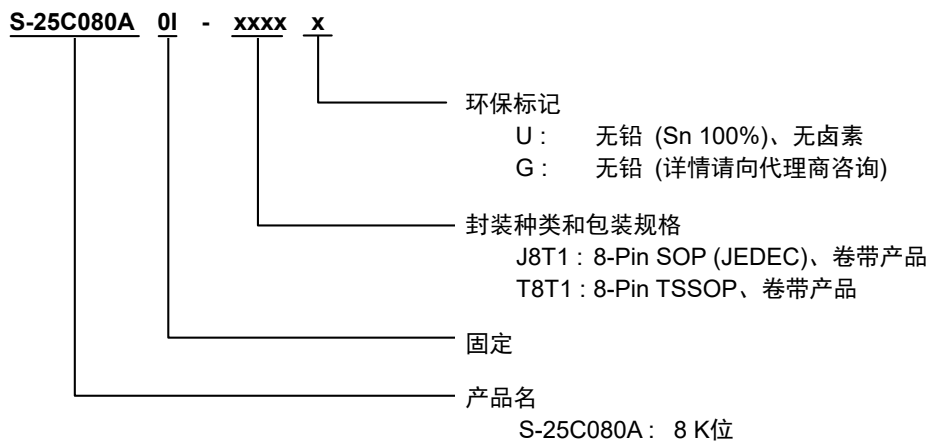 S-25C080A 0I - xxxx x
环保标记
U : 无铅 (Sn 100%)、无卤素
G : 无铅 (详情请向代理商咨询)
封装种类和包装规格
J8T1 : 8-Pin SOP (JEDEC)、卷带产品
T8T1 : 8-Pin TSSOP、卷带产品
固定
产品名
S-25C080A : 8 K位